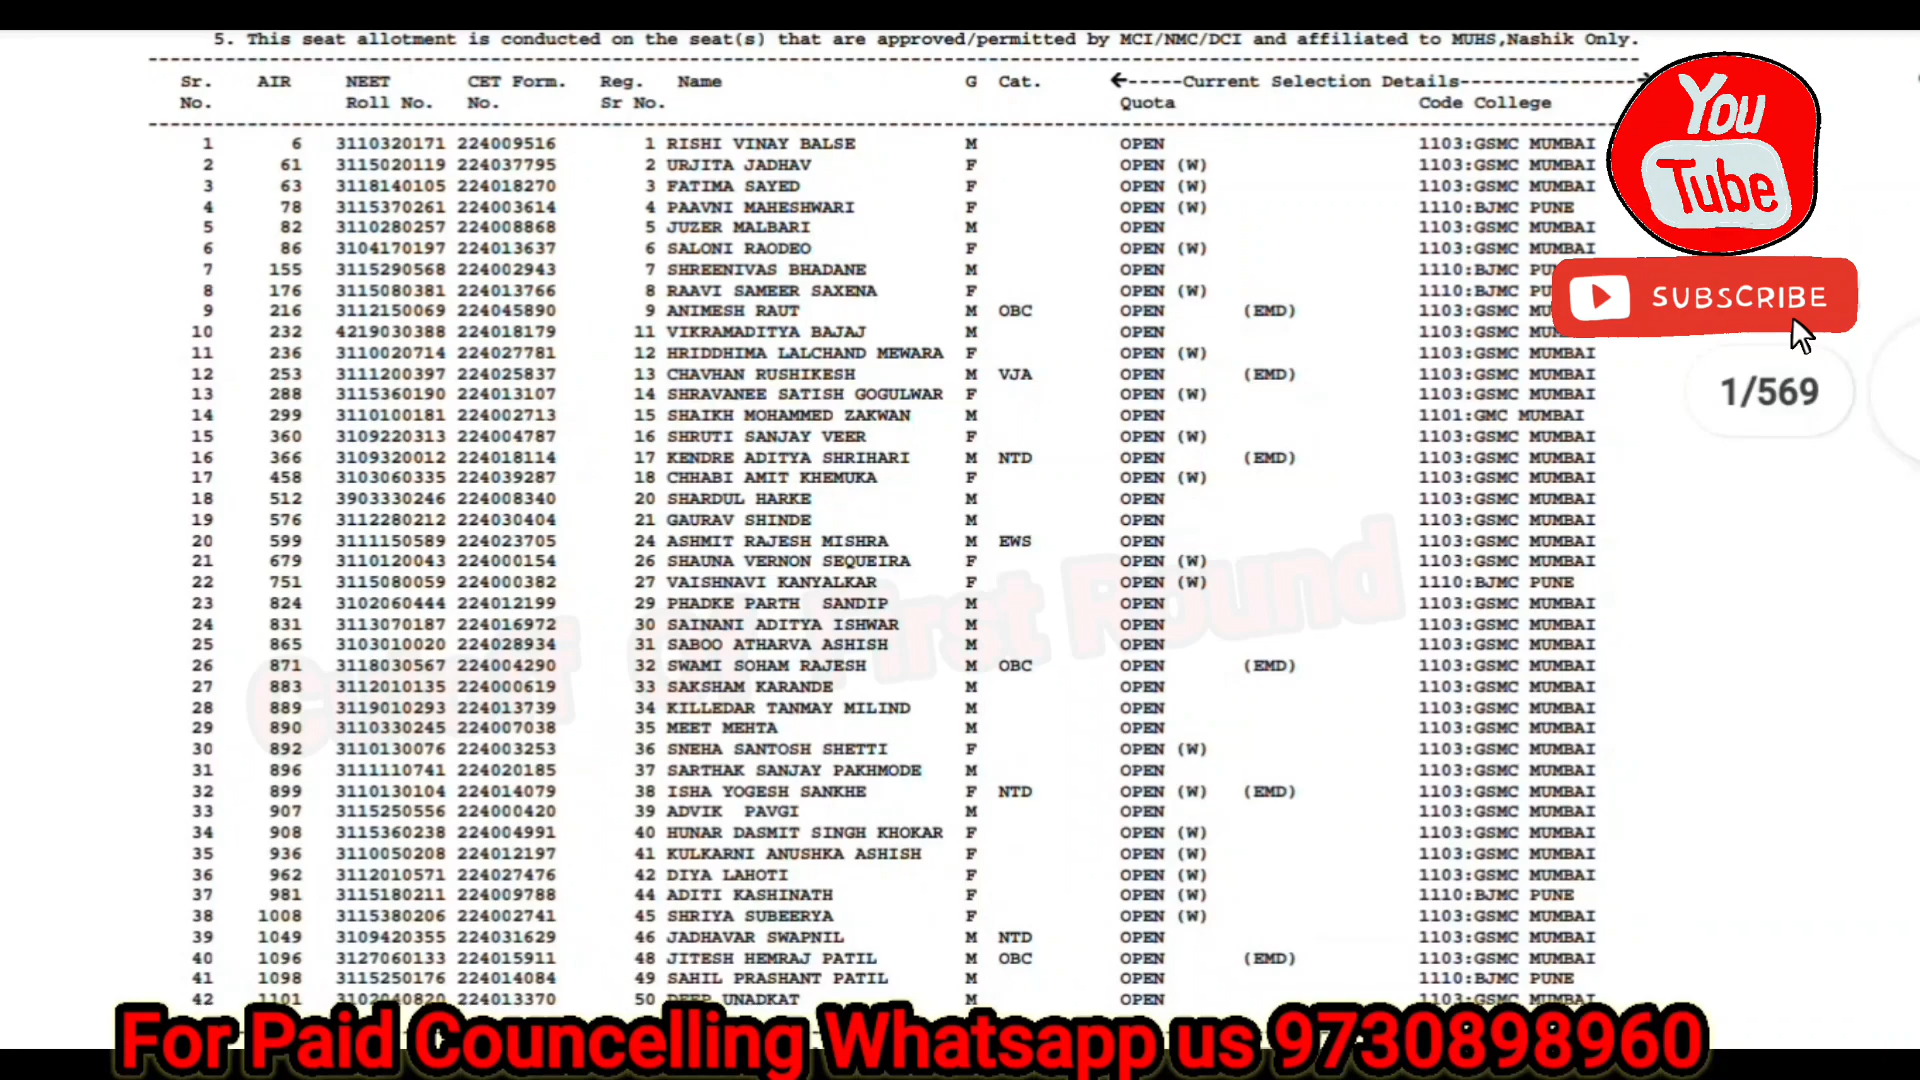 5. This seat allotment is conducted on the seat(s) that are approved/permitted by MCI/NMC/DCI and affiliated to MUHS,Nashik Only.
Sr. AIR NEET CET Form. Reg. Name G Cat. ←-----Current Selection Details-----------------→
No. Roll No. No. Sr No. Quota Code College
1 6 3110320171 224009516 1 RISHI VINAY BALSE M OPEN 1103:GSMC MUMBAI
2 61 3115020119 224037795 2 URJITA JADHAV F OPEN (W) 1103:GSMC MUMBAI
3 63 3118140105 224018270 3 FATIMA SAYED F OPEN (W) 1103:GSMC MUMBAI
4 78 3115370261 224003614 4 PAAVNI MAHESHWARI F OPEN (W) 1110:BJMC PUNE
5 82 3110280257 224008868 5 JUZER MALBARI M OPEN 1103:GSMC MUMBAI
6 86 3104170197 224013637 6 SALONI RAODEO F OPEN (W) 1103:GSMC MUMBAI
7 155 3115290568 224002943 7 SHREENIVAS BHADANE M OPEN 1110:BJMC PU
8 176 3115080381 224013766 8 RAAVI SAMEER SAXENA F OPEN (W) 1110:BJMC PU
9 216 3112150069 224045890 9 ANIMESH RAUT M OBC OPEN (EMD) 1103:GSMC MU
10 232 4219030388 224018179 11 VIKRAMADITYA BAJAJ M OPEN 1103:GSMC MUMBAI
11 236 3110020714 224027781 12 HRIDDHIMA LALCHAND MEWARA F OPEN (W) 1103:GSMC MUMBAI
12 253 3111200397 224025837 13 CHAVHAN RUSHIKESH M VJA OPEN (EMD) 1103:GSMC MUMBAI
13 288 3115360190 224013107 14 SHRAVANEE SATISH GOGULWAR F OPEN (W) 1103:GSMC MUMBAI
14 299 3110100181 224002713 15 SHAIKH MOHAMMED ZAKWAN M OPEN 1101:GMC MUMBAI
15 360 3109220313 224004787 16 SHRUTI SANJAY VEER F OPEN (W) 1103:GSMC MUMBAI
16 366 3109320012 224018114 17 KENDRE ADITYA SHRIHARI M NTD OPEN (EMD) 1103:GSMC MUMBAI
17 458 3103060335 224039287 18 CHHABI AMIT KHEMUKA F OPEN (W) 1103:GSMC MUMBAI
18 512 3903330246 224008340 20 SHARDUL HARKE M OPEN 1103:GSMC MUMBAI
19 576 3112280212 224030404 21 GAURAV SHINDE M OPEN 1103:GSMC MUMBAI
20 599 3111150589 224023705 24 ASHMIT RAJESH MISHRA M EWS OPEN 1103:GSMC MUMBAI
21 679 3110120043 224000154 26 SHAUNA VERNON SEQUEIRA F OPEN (W) 1103:GSMC MUMBAI
22 751 3115080059 224000382 27 VAISHNAVI KANYALKAR F OPEN (W) 1110:BJMC PUNE
23 824 3102060444 224012199 29 PHADKE PARTH SANDIP M OPEN 1103:GSMC MUMBAI
24 831 3113070187 224016972 30 SAINANI ADITYA ISHWAR M OPEN 1103:GSMC MUMBAI
25 865 3103010020 224028934 31 SABOO ATHARVA ASHISH M OPEN 1103:GSMC MUMBAI
26 871 3118030567 224004290 32 SWAMI SOHAM RAJESH M OBC OPEN (EMD) 1103:GSMC MUMBAI
27 883 3112010135 224000619 33 SAKSHAM KARANDE M OPEN 1103:GSMC MUMBAI
28 889 3119010293 224013739 34 KILLEDAR TANMAY MILIND M OPEN 1103:GSMC MUMBAI
29 890 3110330245 224007038 35 MEET MEHTA M OPEN 1103:GSMC MUMBAI
30 892 3110130076 224003253 36 SNEHA SANTOSH SHETTI F OPEN (W) 1103:GSMC MUMBAI
31 896 3111110741 224020185 37 SARTHAK SANJAY PAKHMODE M OPEN 1103:GSMC MUMBAI
32 899 3110130104 224014079 38 ISHA YOGESH SANKHE F NTD OPEN (W) (EMD) 1103:GSMC MUMBAI
33 907 3115250556 224000420 39 ADVIK PAVGI M OPEN 1103:GSMC MUMBAI
34 908 3115360238 224004991 40 HUNAR DASMIT SINGH KHOKAR F OPEN (W) 1103:GSMC MUMBAI
35 936 3110050208 224012197 41 KULKARNI ANUSHKA ASHISH F OPEN (W) 1103:GSMC MUMBAI
36 962 3112010571 224027476 42 DIYA LAHOTI F OPEN (W) 1103:GSMC MUMBAI
37 981 3115180211 224009788 44 ADITI KASHINATH F OPEN (W) 1110:BJMC PUNE
38 1008 3115380206 224002741 45 SHRIYA SUBEERYA F OPEN (W) 1103:GSMC MUMBAI
39 1049 3109420355 224031629 46 JADHAVAR SWAPNIL M NTD OPEN 1103:GSMC MUMBAI
40 1096 3127060133 224015911 48 JITESH HEMRAJ PATIL M OBC OPEN (EMD) 1103:GSMC MUMBAI
41 1098 3115250176 224014084 49 SAHIL PRASHANT PATIL M OPEN 1110:BJMC PUNE
42 1101 3102040820 224013370 50 DEEP UNADKAT M OPEN 1103:GSMC MUMBAI
You
Tube
SUBSCRIBE
1/569
First Round
For Paid Councelling Whatsapp us 9730898960